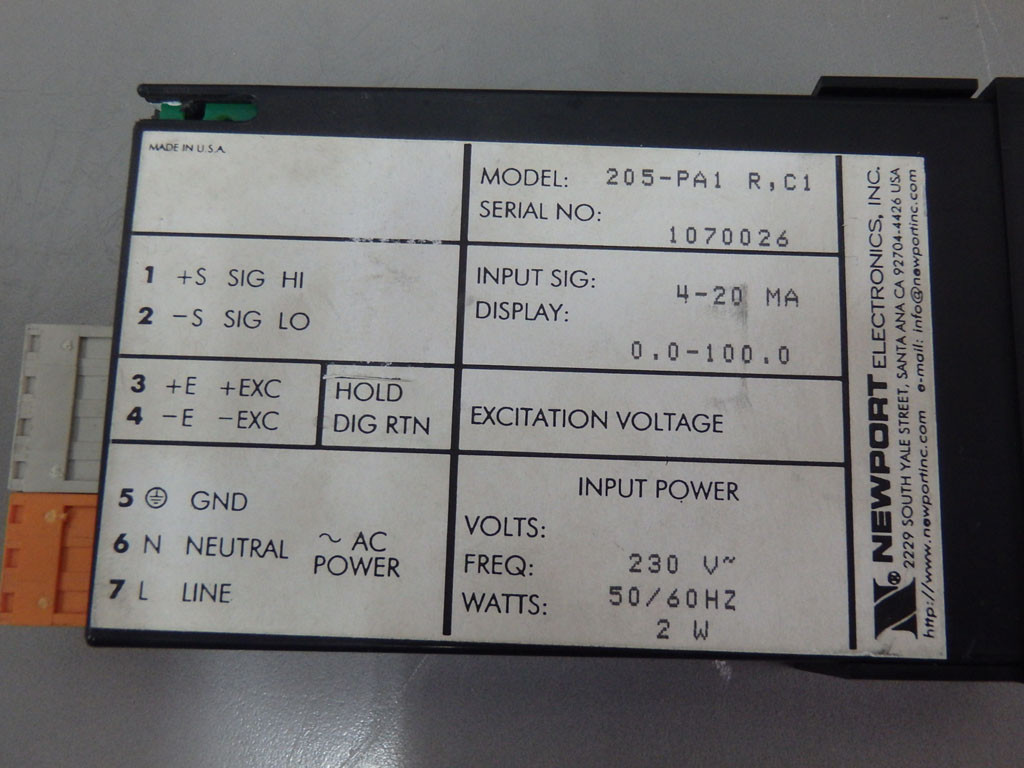 MADE IN U.S.A.
MODEL: 205-PA1 R,C1
SERIAL NO:
1070026
1 +S SIG HI
2 −S SIG LO
INPUT SIG:
4-20 MA
DISPLAY:
0.0-100.0
3 +E +EXC
4 −E −EXC
HOLD
DIG RTN
EXCITATION VOLTAGE
5 ⏚ GND
6 N NEUTRAL
7 L LINE
~ AC
POWER
INPUT POWER
VOLTS:
230 V~
FREQ:
50/60HZ
WATTS:
2 W
N® NEWPORT ELECTRONICS, INC.
2229 SOUTH YALE STREET, SANTA ANA CA 92704-4426 USA
http://www.newportinc.com e-mail: info@newportinc.com